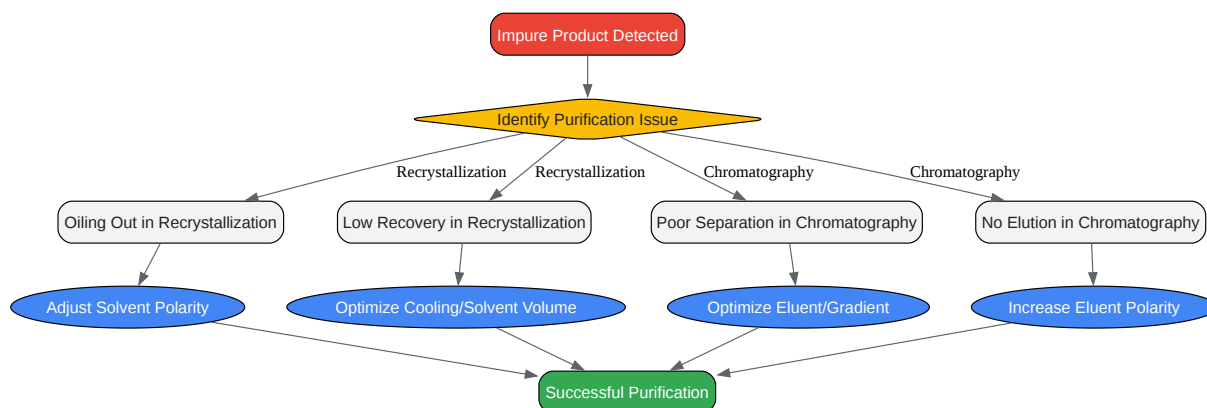 Impure Product Detected
Identify Purification Issue
Recrystallization
Recrystallization
Chromatography
Chromatography
Oiling Out in Recrystallization
Low Recovery in Recrystallization
Poor Separation in Chromatography
No Elution in Chromatography
Adjust Solvent Polarity
Optimize Cooling/Solvent Volume
Optimize Eluent/Gradient
Increase Eluent Polarity
Successful Purification